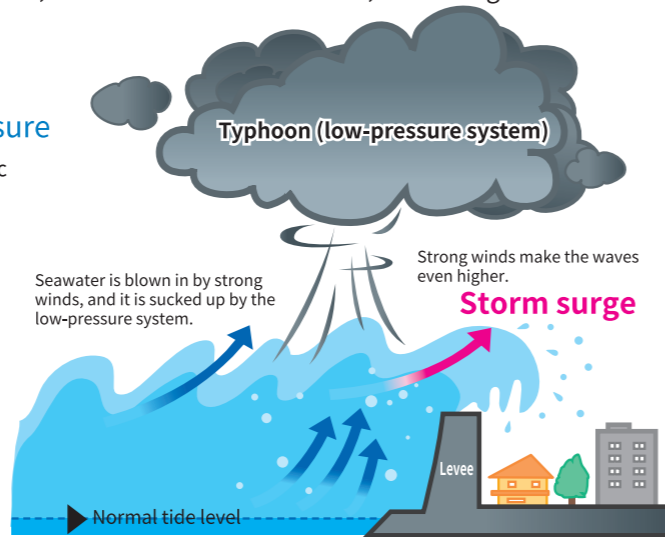 sure
c
Typhoon (low-pressure system)
Seawater is blown in by strong
winds, and it is sucked up by the
low-pressure system.
Strong winds make the waves
even higher.
Storm surge
Levee
Normal tide level